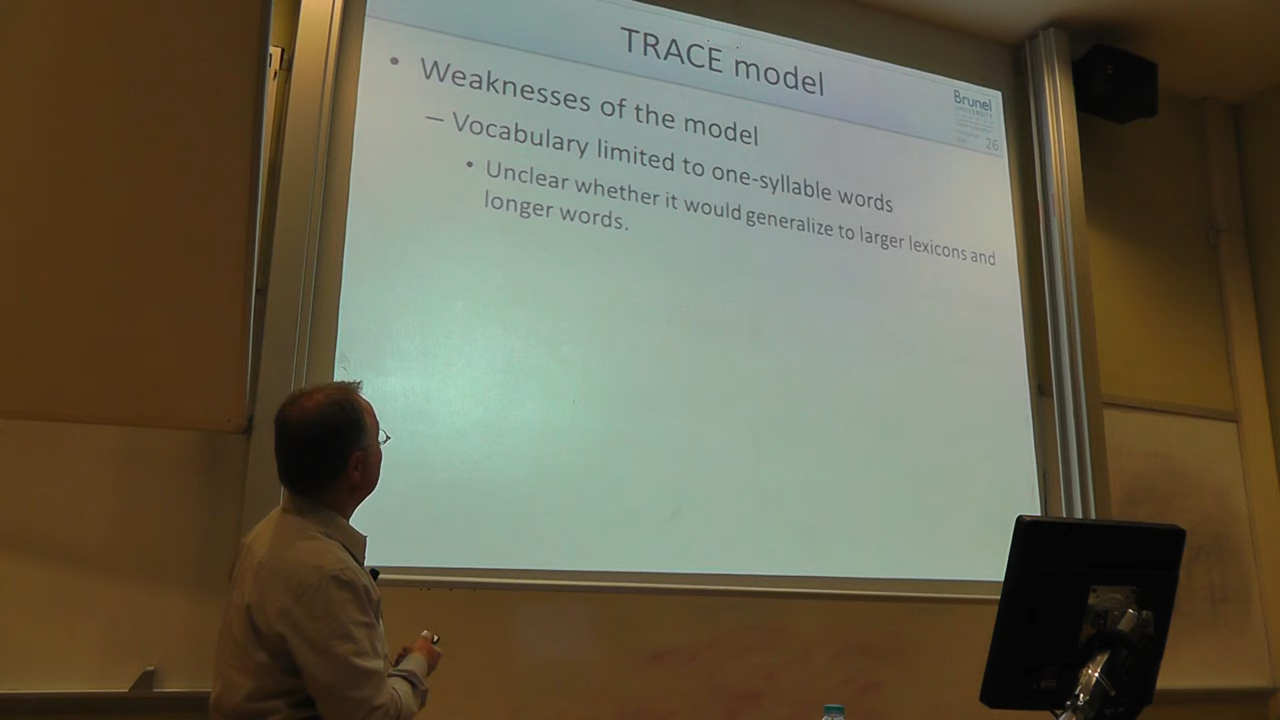 TRACE model
Brunel
UNIVERSITY
26
• Weaknesses of the model
– Vocabulary limited to one-syllable words
• Unclear whether it would generalize to larger lexicons and
longer words.